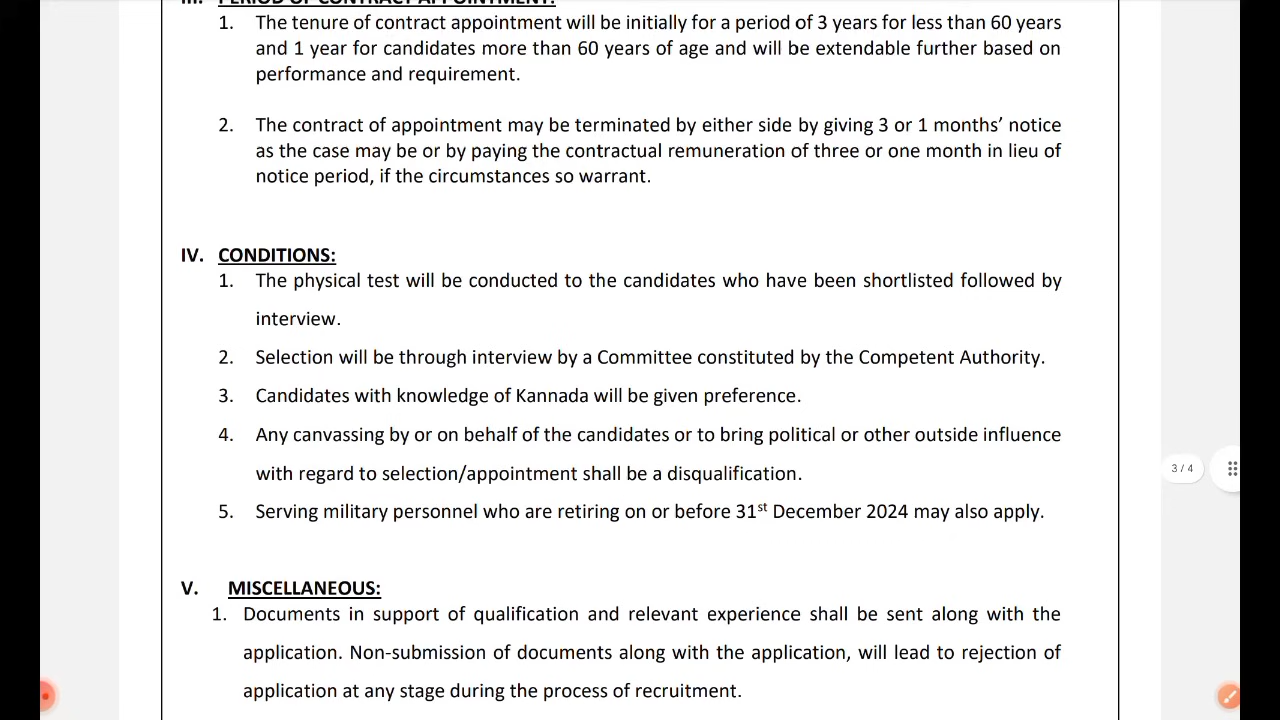 III. PERIOD OF CONTRACT APPOINTMENT:
1. The tenure of contract appointment will be initially for a period of 3 years for less than 60 years
and 1 year for candidates more than 60 years of age and will be extendable further based on
performance and requirement.
2. The contract of appointment may be terminated by either side by giving 3 or 1 months’ notice
as the case may be or by paying the contractual remuneration of three or one month in lieu of
notice period, if the circumstances so warrant.
IV. CONDITIONS:
1. The physical test will be conducted to the candidates who have been shortlisted followed by
interview.
2. Selection will be through interview by a Committee constituted by the Competent Authority.
3. Candidates with knowledge of Kannada will be given preference.
4. Any canvassing by or on behalf of the candidates or to bring political or other outside influence
with regard to selection/appointment shall be a disqualification.
3 / 4
5. Serving military personnel who are retiring on or before 31st December 2024 may also apply.
V. MISCELLANEOUS:
1. Documents in support of qualification and relevant experience shall be sent along with the
application. Non-submission of documents along with the application, will lead to rejection of
application at any stage during the process of recruitment.